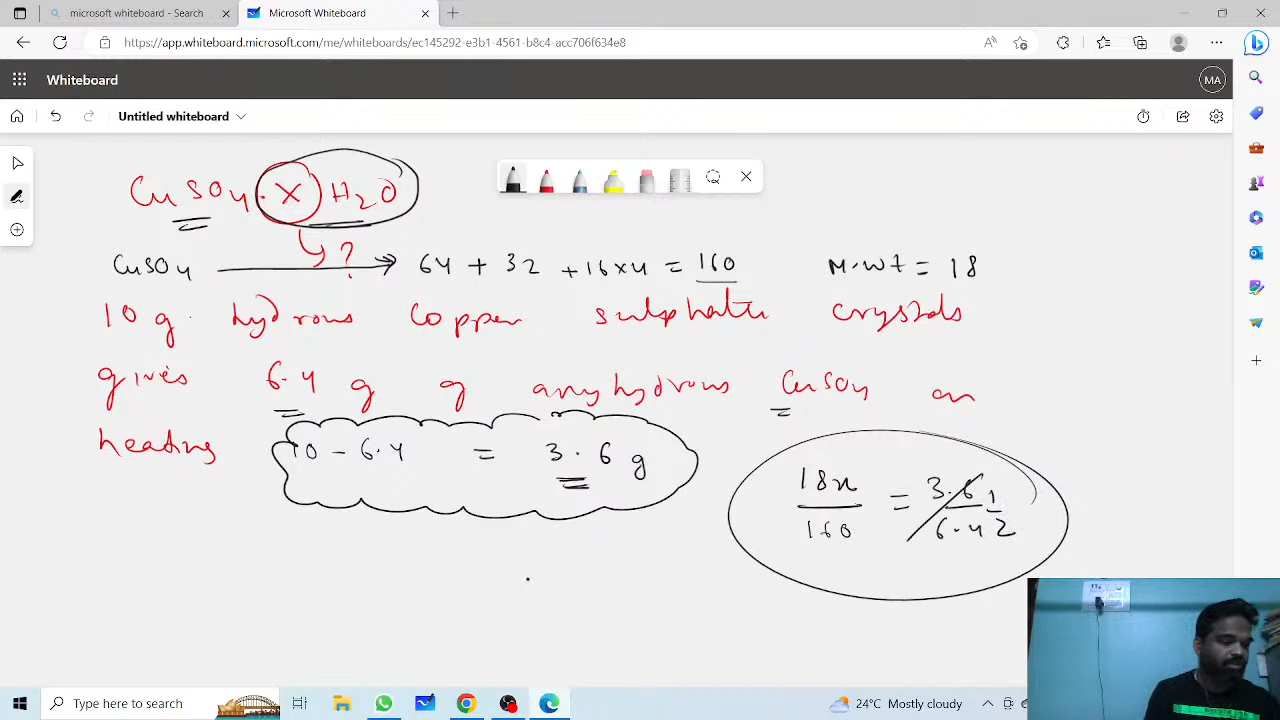 microsoft whiteboard - Search
Microsoft Whiteboard
https://app.whiteboard.microsoft.com/me/whiteboards/ec145292-e3b1-4561-b8c4-acc706f634e8
Whiteboard
MA
Untitled whiteboard
CuSO4 . X H2O
?
CuSO4 → 64 + 32 + 16×4 = 160 M.wt = 18
10 g. hydrous copper sulphate crystals
gives 6.4 g g anyhydrous CuSO4 on
heating
10 - 6.4 = 3.6 g
18x/160 = 3.6/6.4 1/2
Type here to search
24°C Mostly cloudy